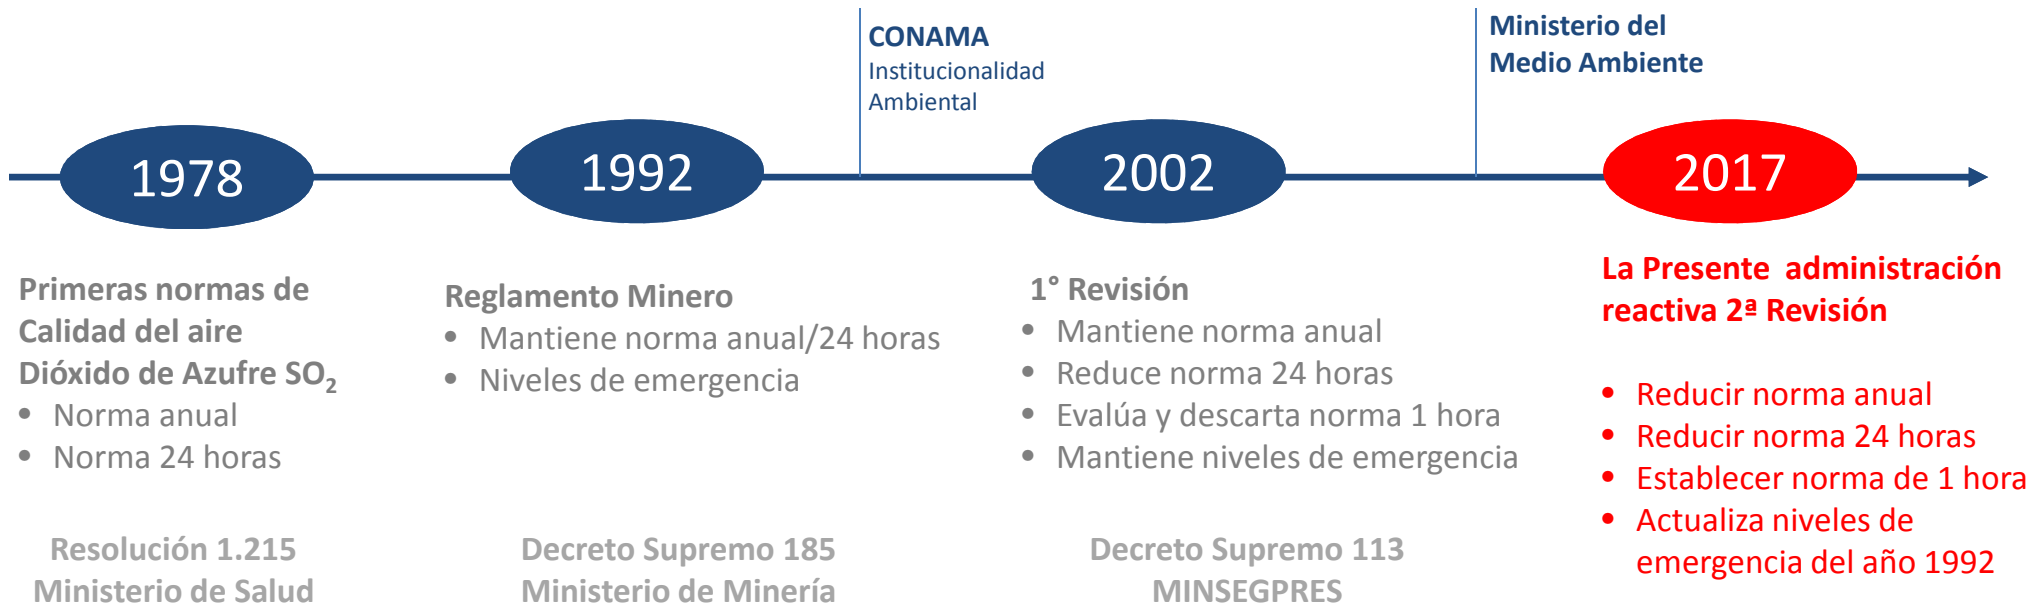 CONAMA
Institucionalidad
Ambiental
Ministerio del
Medio Ambiente
1978
1992
2002
2017
Primeras normas de
Calidad del aire
Dióxido de Azufre SO₂
• Norma anual
• Norma 24 horas
Resolución 1.215
Ministerio de Salud
Reglamento Minero
• Mantiene norma anual/24 horas
• Niveles de emergencia
Decreto Supremo 185
Ministerio de Minería
1° Revisión
• Mantiene norma anual
• Reduce norma 24 horas
• Evalúa y descarta norma 1 hora
• Mantiene niveles de emergencia
Decreto Supremo 113
MINSEGPRES
La Presente administración
reactiva 2ª Revisión
• Reducir norma anual
• Reducir norma 24 horas
• Establecer norma de 1 hora
• Actualiza niveles de
emergencia del año 1992